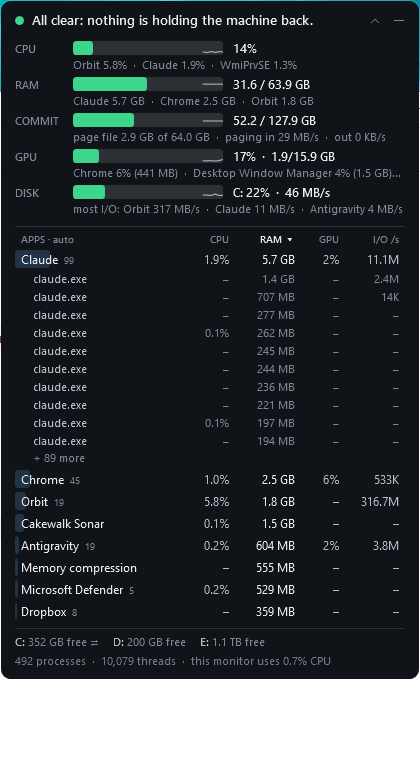 All clear: nothing is holding the machine back.
CPU 14%
Orbit 5.8% · Claude 1.9% · WmiPrvSE 1.3%
RAM 31.6 / 63.9 GB
Claude 5.7 GB · Chrome 2.5 GB · Orbit 1.8 GB
COMMIT 52.2 / 127.9 GB
page file 2.9 GB of 64.0 GB · paging in 29 MB/s · out 0 KB/s
GPU 17% · 1.9/15.9 GB
Chrome 6% (441 MB) · Desktop Window Manager 4% (1.5 GB)...
DISK C: 22% · 46 MB/s
most I/O: Orbit 317 MB/s · Claude 11 MB/s · Antigravity 4 MB/s
APPS · auto CPU RAM ▼ GPU I/O /s
Claude 99 1.9% 5.7 GB 2% 11.1M
claude.exe – 1.4 GB – 2.4M
claude.exe – 707 MB – 14K
claude.exe – 277 MB – –
claude.exe 0.1% 262 MB – –
claude.exe – 245 MB – –
claude.exe – 244 MB – –
claude.exe – 236 MB – –
claude.exe – 221 MB – –
claude.exe 0.1% 197 MB – –
claude.exe – 194 MB – –
+ 89 more
Chrome 45 1.0% 2.5 GB 6% 533K
Orbit 19 5.8% 1.8 GB – 316.7M
Cakewalk Sonar 0.1% 1.5 GB – –
Antigravity 19 0.2% 604 MB 2% 3.8M
Memory compression – 555 MB – –
Microsoft Defender 5 0.2% 529 MB – –
Dropbox 8 – 359 MB – –
C: 352 GB free ⇄ D: 200 GB free E: 1.1 TB free
492 processes · 10,079 threads · this monitor uses 0.7% CPU